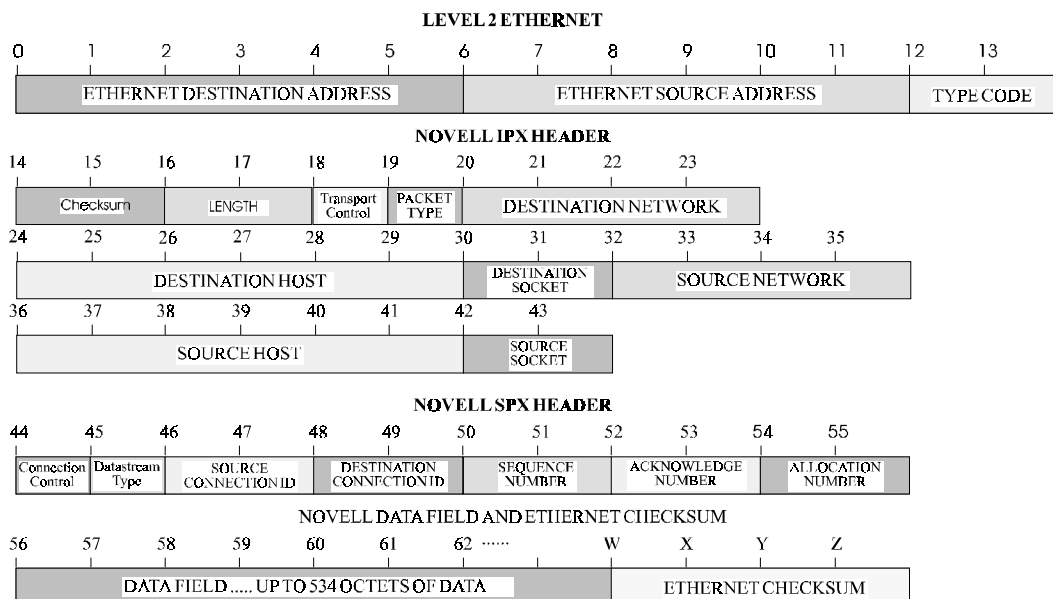 LEVEL 2 ETHERNET
0 1 2 3 4 5 6 7 8 9 10 11 12 13
ETHERNET DESTINATION ADDRESS ETHERNET SOURCE ADDRESS TYPE CODE
NOVELL IPX HEADER
14 15 16 17 18 19 20 21 22 23
Checksum LENGTH Transport Control PACKET TYPE DESTINATION NETWORK
24 25 26 27 28 29 30 31 32 33 34 35
DESTINATION HOST DESTINATION SOCKET SOURCE NETWORK
36 37 38 39 40 41 42 43
SOURCE HOST SOURCE SOCKET
NOVELL SPX HEADER
44 45 46 47 48 49 50 51 52 53 54 55
Connection Control Datastream Type SOURCE CONNECTION ID DESTINATION CONNECTION ID SEQUENCE NUMBER ACKNOWLEDGE NUMBER ALLOCATION NUMBER
NOVELL DATA FIELD AND ETHERNET CHECKSUM
56 57 58 59 60 61 62 ...... W X Y Z
DATA FIELD ..... UP TO 534 OCTETS OF DATA ETHERNET CHECKSUM